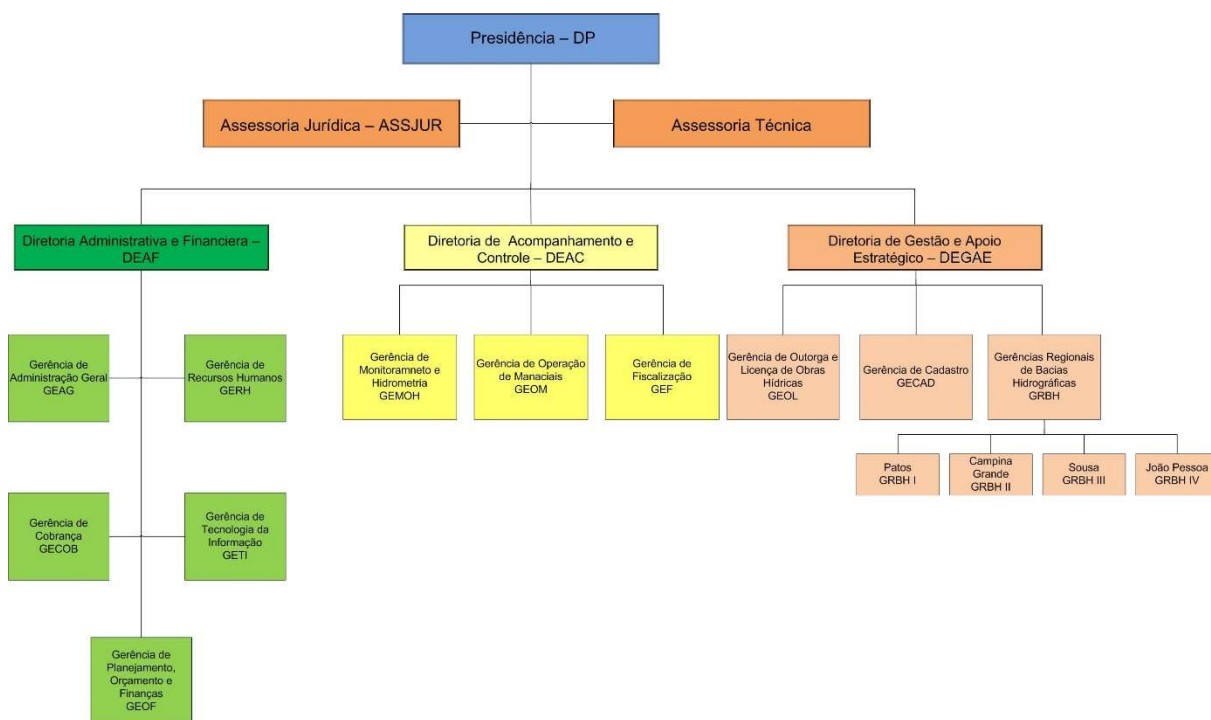 Presidência – DP
Assessoria Jurídica – ASSJUR
Assessoria Técnica
Diretoria Administrativa e Financiera –
DEAF
Diretoria de Acompanhamento e
Controle – DEAC
Diretoria de Gestão e Apoio
Estratégico – DEGAE
Gerência de
Administração Geral
GEAG
Gerência de
Recursos Humanos
GERH
Gerência de
Monitoramneto e
Hidrometría
GEMOH
Gerência de Operação
de Manaciais
GEOM
Gerência de
Fiscalização
GEF
Gerência de Outorga e
Licença de Obras
Hídricas
GEOL
Gerência de Cadastro
GECAD
Gerências Regionais
de Bacias
Hidrográficas
GRBH
Patos
GRBH I
Campina
Grande
GRBH II
Sousa
GRBH III
João Pessoa
GRBH IV
Gerência de
Cobrança
GECOB
Gerência de
Tecnologia da
Informação
GETI
Gerência de
Planejamento,
Orçamento e
Finanças
GEOF